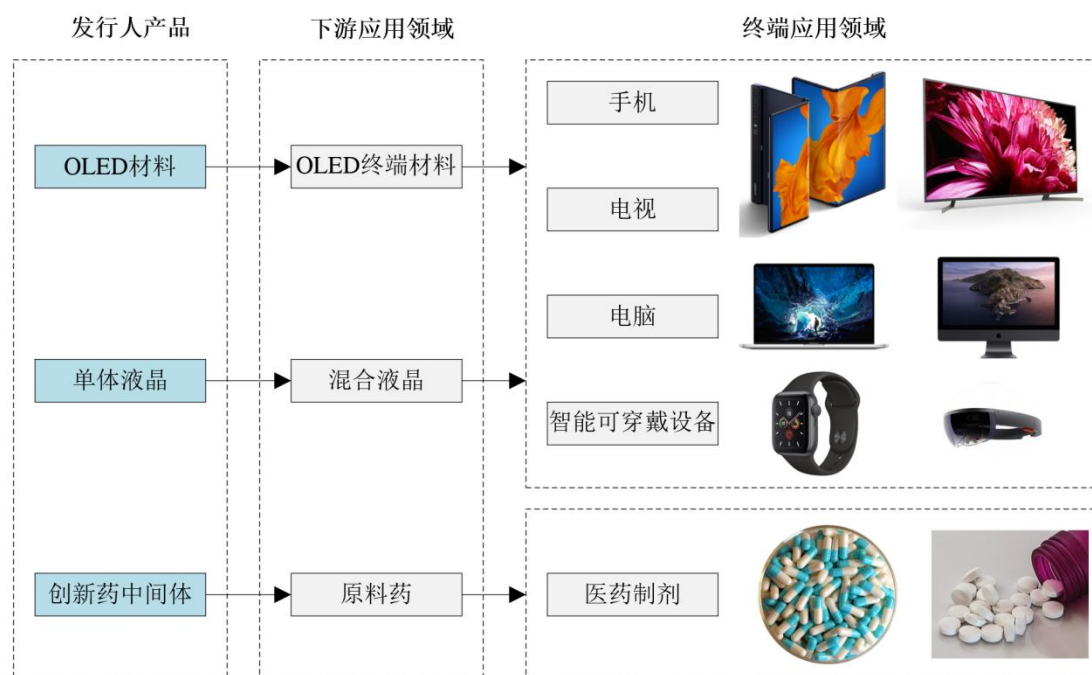 发行人产品
下游应用领域
终端应用领域
手机
OLED材料
OLED终端材料
电视
电脑
单体液晶
混合液晶
智能可穿戴设备
创新药中间体
原料药
医药制剂